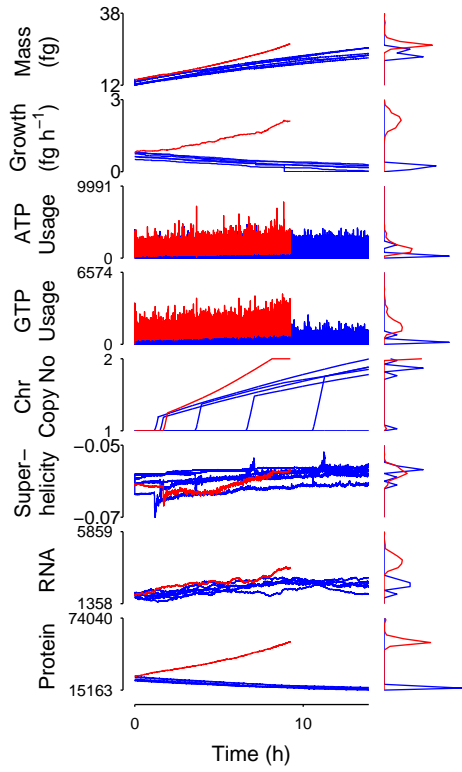 38
Mass
(fg)
12
3
Growth
(fg h⁻¹)
0
9991
ATP
Usage
0
6574
GTP
Usage
0
2
Chr
Copy No
1
−0.05
Super−
helicity
−0.07
5859
RNA
1358
74040
Protein
15163
0 10
Time (h)